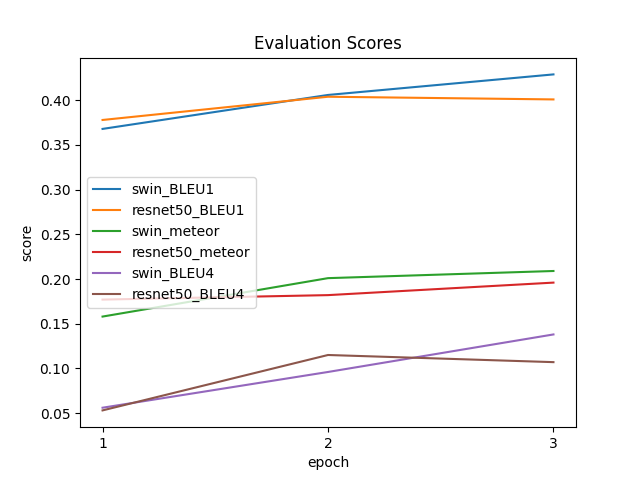 Evaluation Scores
score
0.40
0.35
0.30
0.25
0.20
0.15
0.10
0.05
swin_BLEU1
resnet50_BLEU1
swin_meteor
resnet50_meteor
swin_BLEU4
resnet50_BLEU4
1 2 3
epoch